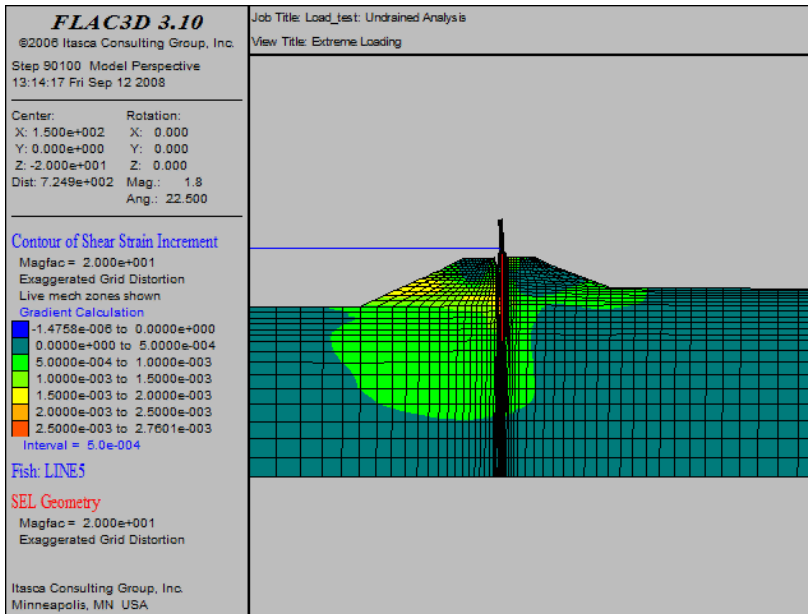 FLAC3D 3.10
©2006 Itasca Consulting Group, Inc.
Step 90100 Model Perspective
13:14:17 Fri Sep 12 2008
Center:
X: 1.500e+002
Y: 0.000e+000
Z: -2.000e+001
Dist: 7.249e+002
Rotation:
X: 0.000
Y: 0.000
Z: 0.000
Mag.: 1.8
Ang.: 22.500
Contour of Shear Strain Increment
Magfac = 2.000e+001
Exaggerated Grid Distortion
Live mech zones shown
Gradient Calculation
-1.4758e-006 to 0.0000e+000
0.0000e+000 to 5.0000e-004
5.0000e-004 to 1.0000e-003
1.0000e-003 to 1.5000e-003
1.5000e-003 to 2.0000e-003
2.0000e-003 to 2.5000e-003
2.5000e-003 to 2.7601e-003
Interval = 5.0e-004
Fish: LINE5
SEL Geometry
Magfac = 2.000e+001
Exaggerated Grid Distortion
Itasca Consulting Group, Inc.
Minneapolis, MN USA
Job Title: Load_test: Undrained Analysis
View Title: Extreme Loading